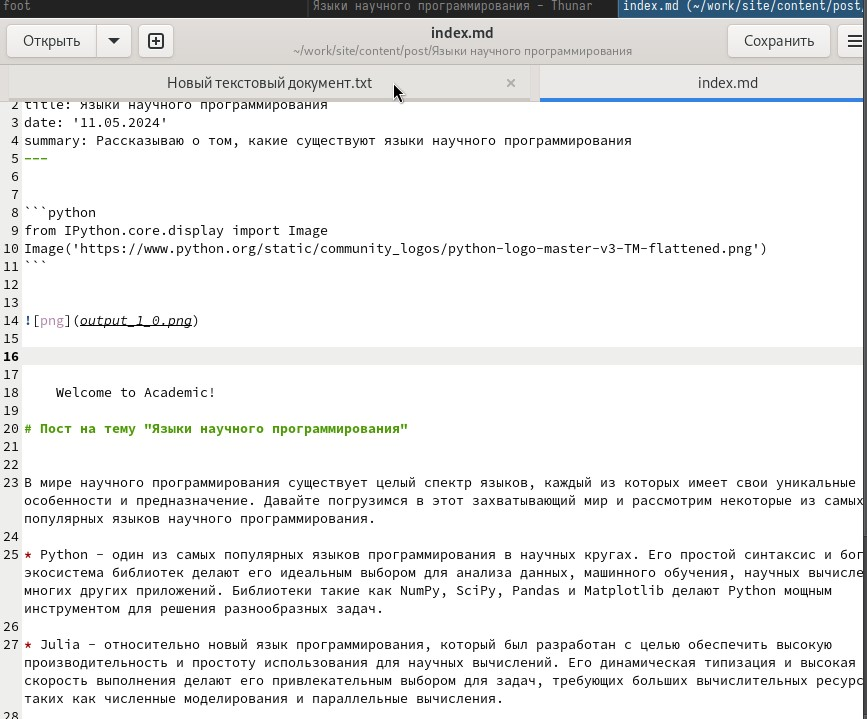 foot
Языки научного программирования - Thunar
index.md (~/work/site/content/post/
Открыть
index.md
~/work/site/content/post/Языки научного программирования
Сохранить
Новый текстовый документ.txt ×
index.md
2 title: Языки научного программирования
3 date: '11.05.2024'
4 summary: Рассказываю о том, какие существуют языки научного программирования
5 ---
6
7
8 ```python
9 from IPython.core.display import Image
10 Image('https://www.python.org/static/community_logos/python-logo-master-v3-TM-flattened.png')
11 ```
12
13
14 ![png](output_1_0.png)
15
16
17
18     Welcome to Academic!
19
20 # Пост на тему "Языки научного программирования"
21
22
23 В мире научного программирования существует целый спектр языков, каждый из которых имеет свои уникальные
особенности и предназначение. Давайте погрузимся в этот захватывающий мир и рассмотрим некоторые из самых
популярных языков научного программирования.
24
25 * Python – один из самых популярных языков программирования в научных кругах. Его простой синтаксис и бог
экосистема библиотек делают его идеальным выбором для анализа данных, машинного обучения, научных вычисле
многих других приложений. Библиотеки такие как NumPy, SciPy, Pandas и Matplotlib делают Python мощным
инструментом для решения разнообразных задач.
26
27 * Julia – относительно новый язык программирования, который был разработан с целью обеспечить высокую
производительность и простоту использования для научных вычислений. Его динамическая типизация и высокая
скорость выполнения делают его привлекательным выбором для задач, требующих больших вычислительных ресурс
таких как численные моделирования и параллельные вычисления.
28